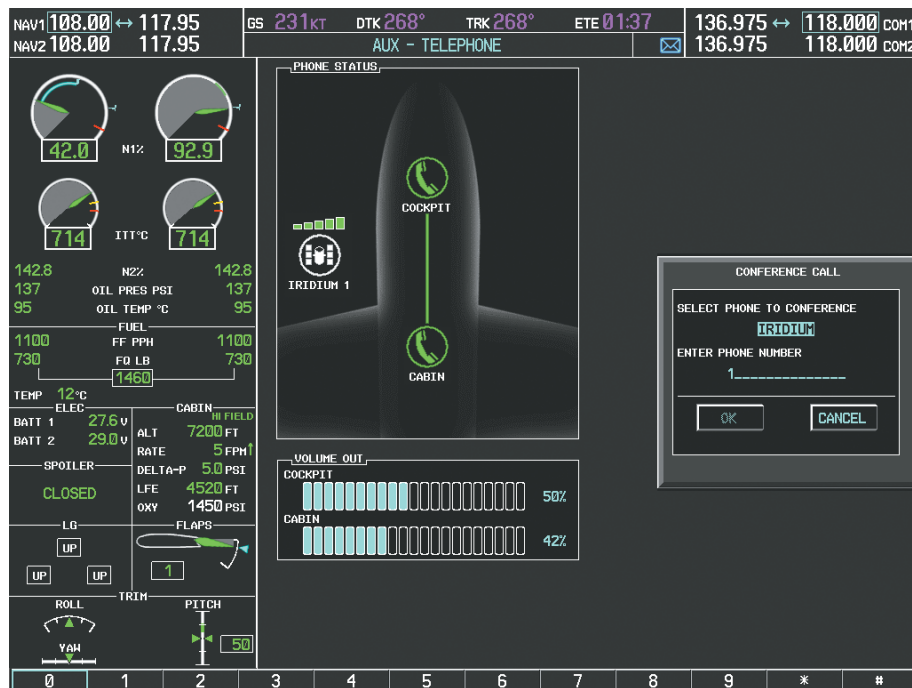 NAV1 108.00 ↔ 117.95
NAV2 108.00 117.95
GS 231KT DTK 268° TRK 268° ETE 01:37
AUX - TELEPHONE
136.975 ↔ 118.000 COM1
136.975 118.000 COM2
42.0 N1% 92.9
714 ITT°C 714
142.8 N2% 142.8
137 OIL PRES PSI 137
95 OIL TEMP °C 95
FUEL
1100 FF PPH 1100
730 FQ LB 730
1460
TEMP 12°C
ELEC
BATT 1 27.6 V
BATT 2 29.0 V
SPOILER
CLOSED
CABIN
HI FIELD
ALT 7200 FT
RATE 5 FPM↑
DELTA-P 5.0 PSI
LFE 4520 FT
OXY 1450 PSI
LG
UP
UP UP
FLAPS
1
TRIM
ROLL PITCH
YAW 50
PHONE STATUS
COCKPIT
IRIDIUM 1
CABIN
VOLUME OUT
COCKPIT
50%
CABIN
42%
CONFERENCE CALL
SELECT PHONE TO CONFERENCE
IRIDIUM
ENTER PHONE NUMBER
1______________
OK CANCEL
0 1 2 3 4 5 6 7 8 9 * #